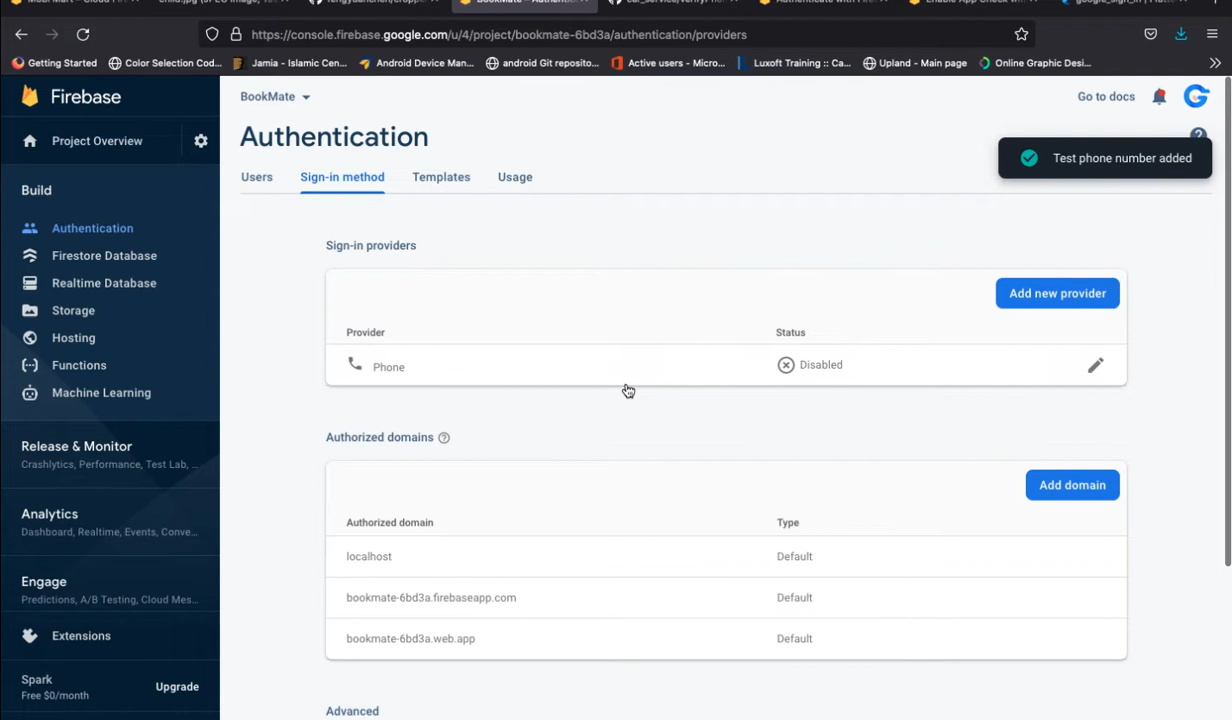 https://console.firebase.google.com/u/4/project/bookmate-6bd3a/authentication/providers
Getting Started
Color Selection Cod...
Jamia - Islamic Cen...
Android Device Man...
android Git reposito...
Active users - Micro...
Luxoft Training :: Ca...
Upland - Main page
Online Graphic Desi...
Firebase
BookMate
Go to docs
Project Overview
Authentication
Test phone number added
Users
Sign-in method
Templates
Usage
Build
Authentication
Firestore Database
Realtime Database
Storage
Hosting
Functions
Machine Learning
Release & Monitor
Crashlytics, Performance, Test Lab, ...
Analytics
Dashboard, Realtime, Events, Conve...
Engage
Predictions, A/B Testing, Cloud Mes...
Extensions
Spark
Free $0/month
Upgrade
Sign-in providers
Add new provider
Provider
Status
Phone
Disabled
Authorized domains
Add domain
Authorized domain
Type
localhost
Default
bookmate-6bd3a.firebaseapp.com
Default
bookmate-6bd3a.web.app
Default
Advanced